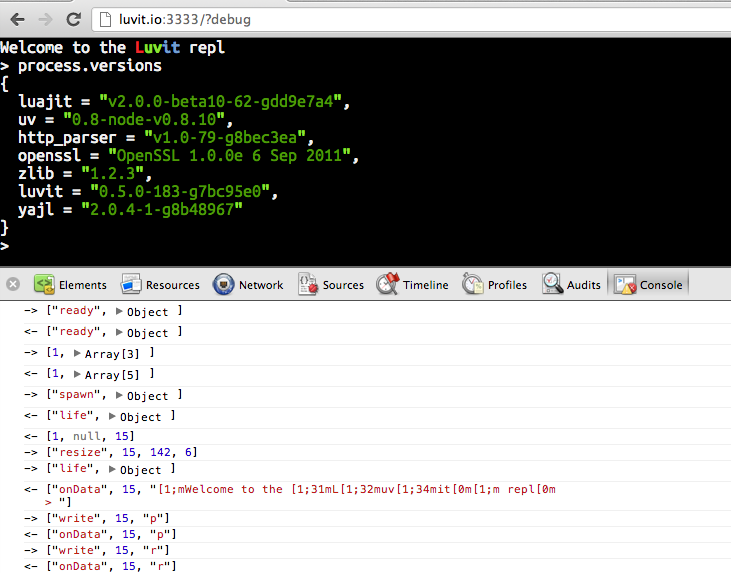 luvit.io:3333/?debug
Welcome to the Luvit repl
> process.versions
{
  luajit = "v2.0.0-beta10-62-gdd9e7a4",
  uv = "0.8-node-v0.8.10",
  http_parser = "v1.0-79-g8bec3ea",
  openssl = "OpenSSL 1.0.0e 6 Sep 2011",
  zlib = "1.2.3",
  luvit = "0.5.0-183-g7bc95e0",
  yajl = "2.0.4-1-g8b48967"
}
>
Elements Resources Network Sources Timeline Profiles Audits Console
-> ["ready", ▶ Object ]
<- ["ready", ▶ Object ]
-> [1, ▶ Array[3] ]
<- [1, ▶ Array[5] ]
-> ["spawn", ▶ Object ]
<- ["life", ▶ Object ]
<- [1, null, 15]
-> ["resize", 15, 142, 6]
-> ["life", ▶ Object ]
<- ["onData", 15, "[1;mWelcome to the [1;31mL[1;32muv[1;34mit[0m[1;m repl[0m
> "]
-> ["write", 15, "p"]
<- ["onData", 15, "p"]
-> ["write", 15, "r"]
<- ["onData", 15, "r"]